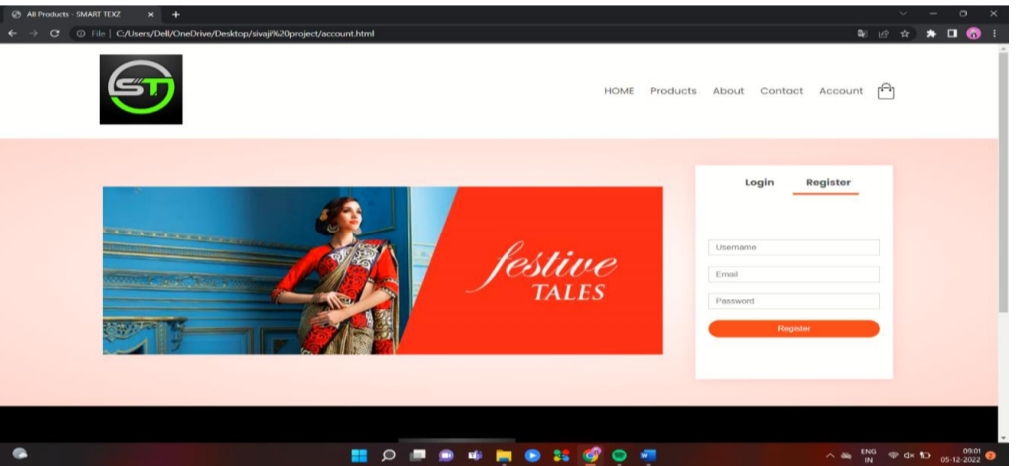 All Products - SMART TEXZ
File | C:/Users/Dell/OneDrive/Desktop/sivaji%20project/account.html
ST
HOME Products About Contact Account
Login Register
Username
Email
Password
Register
festive
TALES
ENG
IN
09:01
05-12-2022